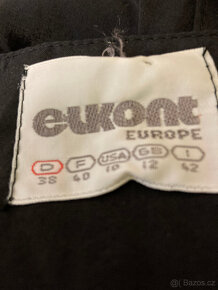 elkont
EUROPE
D F USA GB I
38 40 10 12 42
bazoš.cz